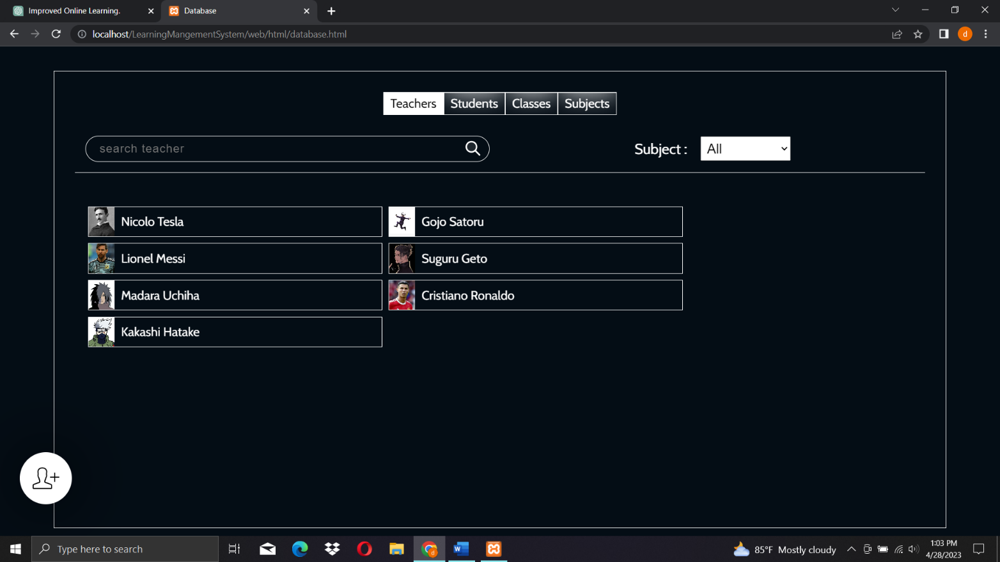 Improved Online Learning.
Database
localhost/LearningMangementSystem/web/html/database.html
d
Teachers Students Classes Subjects
search teacher
Subject : All
Nicolo Tesla
Gojo Satoru
Lionel Messi
Suguru Geto
Madara Uchiha
Cristiano Ronaldo
Kakashi Hatake
Type here to search
85°F Mostly cloudy
1:03 PM
4/28/2023